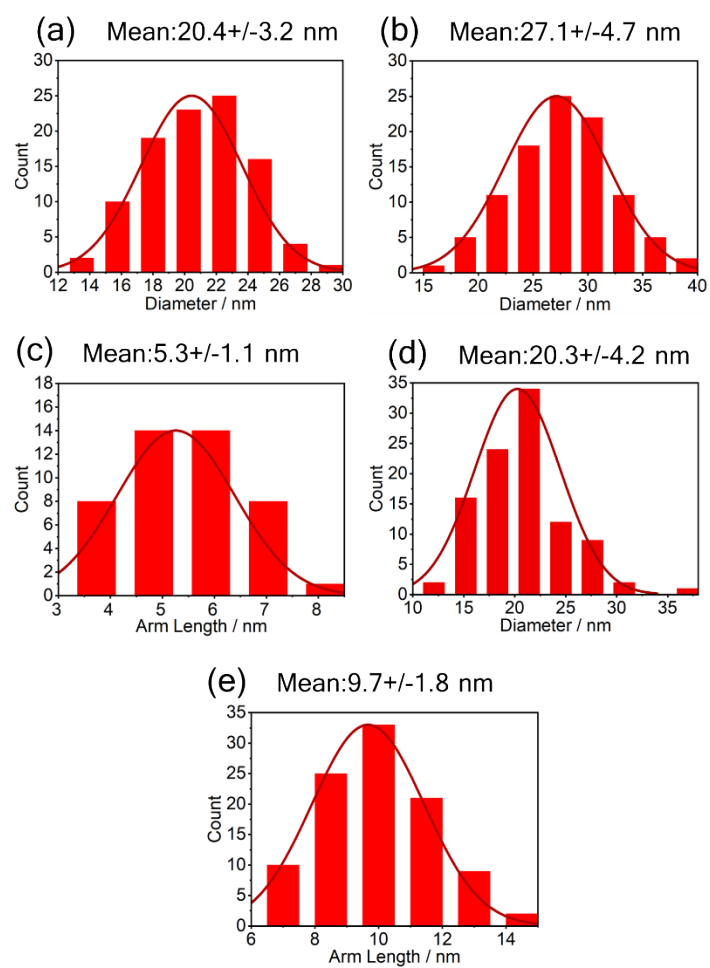 (a) Mean:20.4+/-3.2 nm
30
25
20
15
10
5
0
Count
12 14 16 18 20 22 24 26 28 30
Diameter / nm
(b) Mean:27.1+/-4.7 nm
30
25
20
15
10
5
0
Count
15 20 25 30 35 40
Diameter / nm
(c) Mean:5.3+/-1.1 nm
18
16
14
12
10
8
6
4
2
0
Count
3 4 5 6 7 8
Arm Length / nm
(d) Mean:20.3+/-4.2 nm
35
30
25
20
15
10
5
0
Count
10 15 20 25 30 35
Diameter / nm
(e) Mean:9.7+/-1.8 nm
35
30
25
20
15
10
5
0
Count
6 8 10 12 14
Arm Length / nm